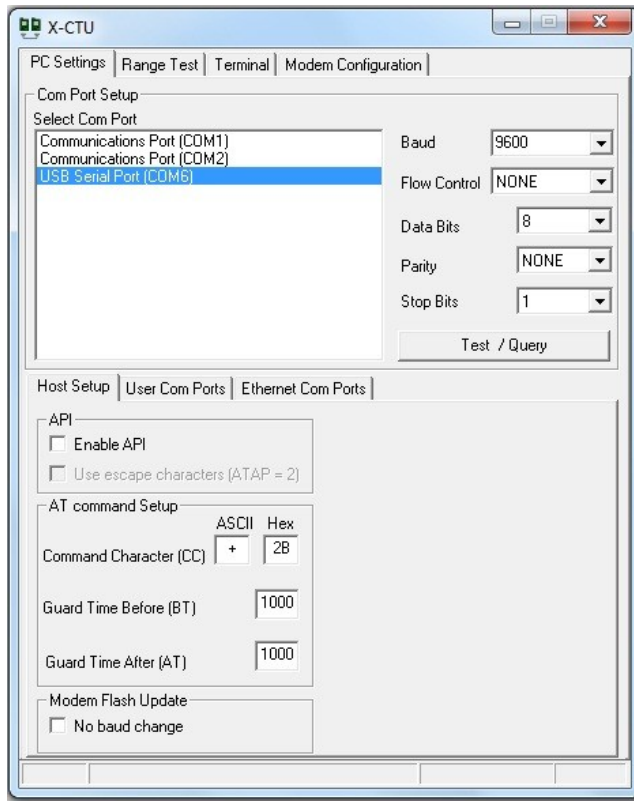 X-CTU
PC Settings Range Test Terminal Modem Configuration
Com Port Setup
Select Com Port
Communications Port (COM1)
Communications Port (COM2)
USB Serial Port (COM6)
Baud 9600
Flow Control NONE
Data Bits 8
Parity NONE
Stop Bits 1
Test / Query
Host Setup User Com Ports Ethernet Com Ports
API
Enable API
Use escape characters (ATAP = 2)
AT command Setup
ASCII Hex
Command Character (CC) + 2B
Guard Time Before (BT) 1000
Guard Time After (AT) 1000
Modem Flash Update
No baud change